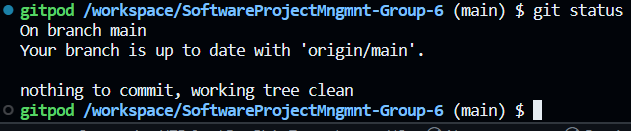 gitpod /workspace/SoftwareProjectMngmnt-Group-6 (main) $ git status
On branch main
Your branch is up to date with 'origin/main'.
nothing to commit, working tree clean
gitpod /workspace/SoftwareProjectMngmnt-Group-6 (main) $